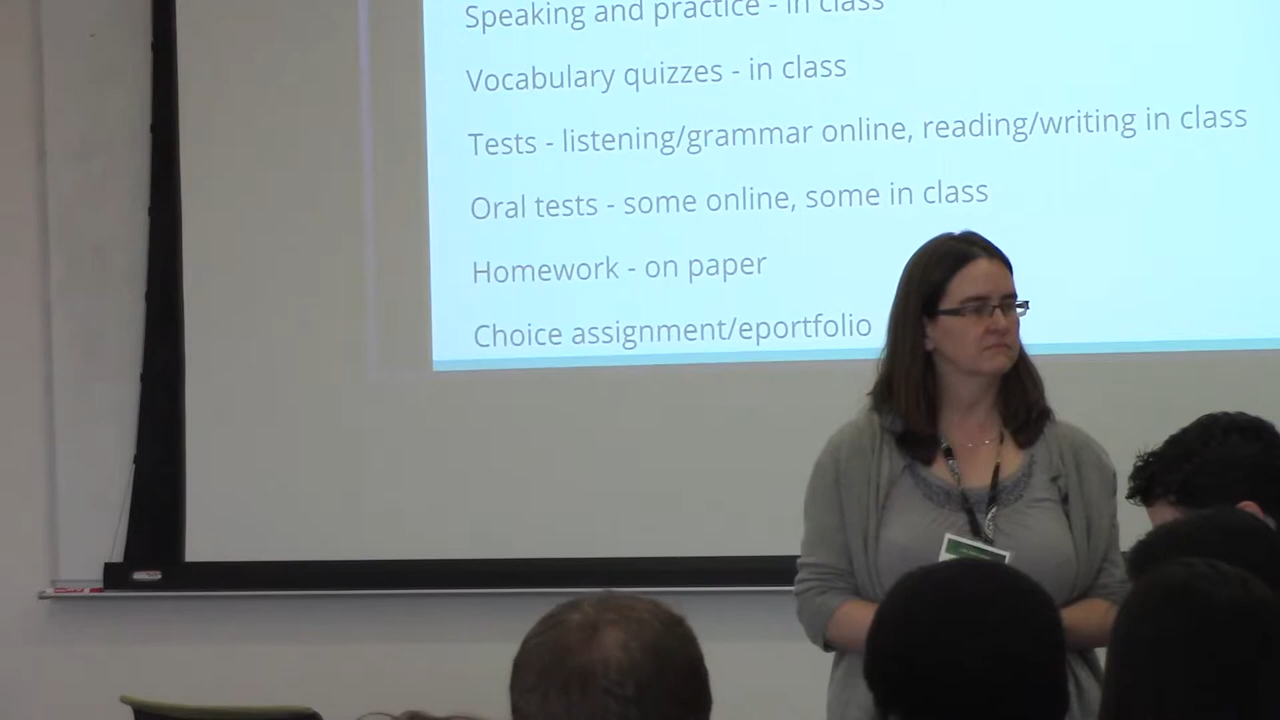 Speaking and practice - in class
Vocabulary quizzes - in class
Tests - listening/grammar online, reading/writing in class
Oral tests - some online, some in class
Homework - on paper
Choice assignment/eportfolio